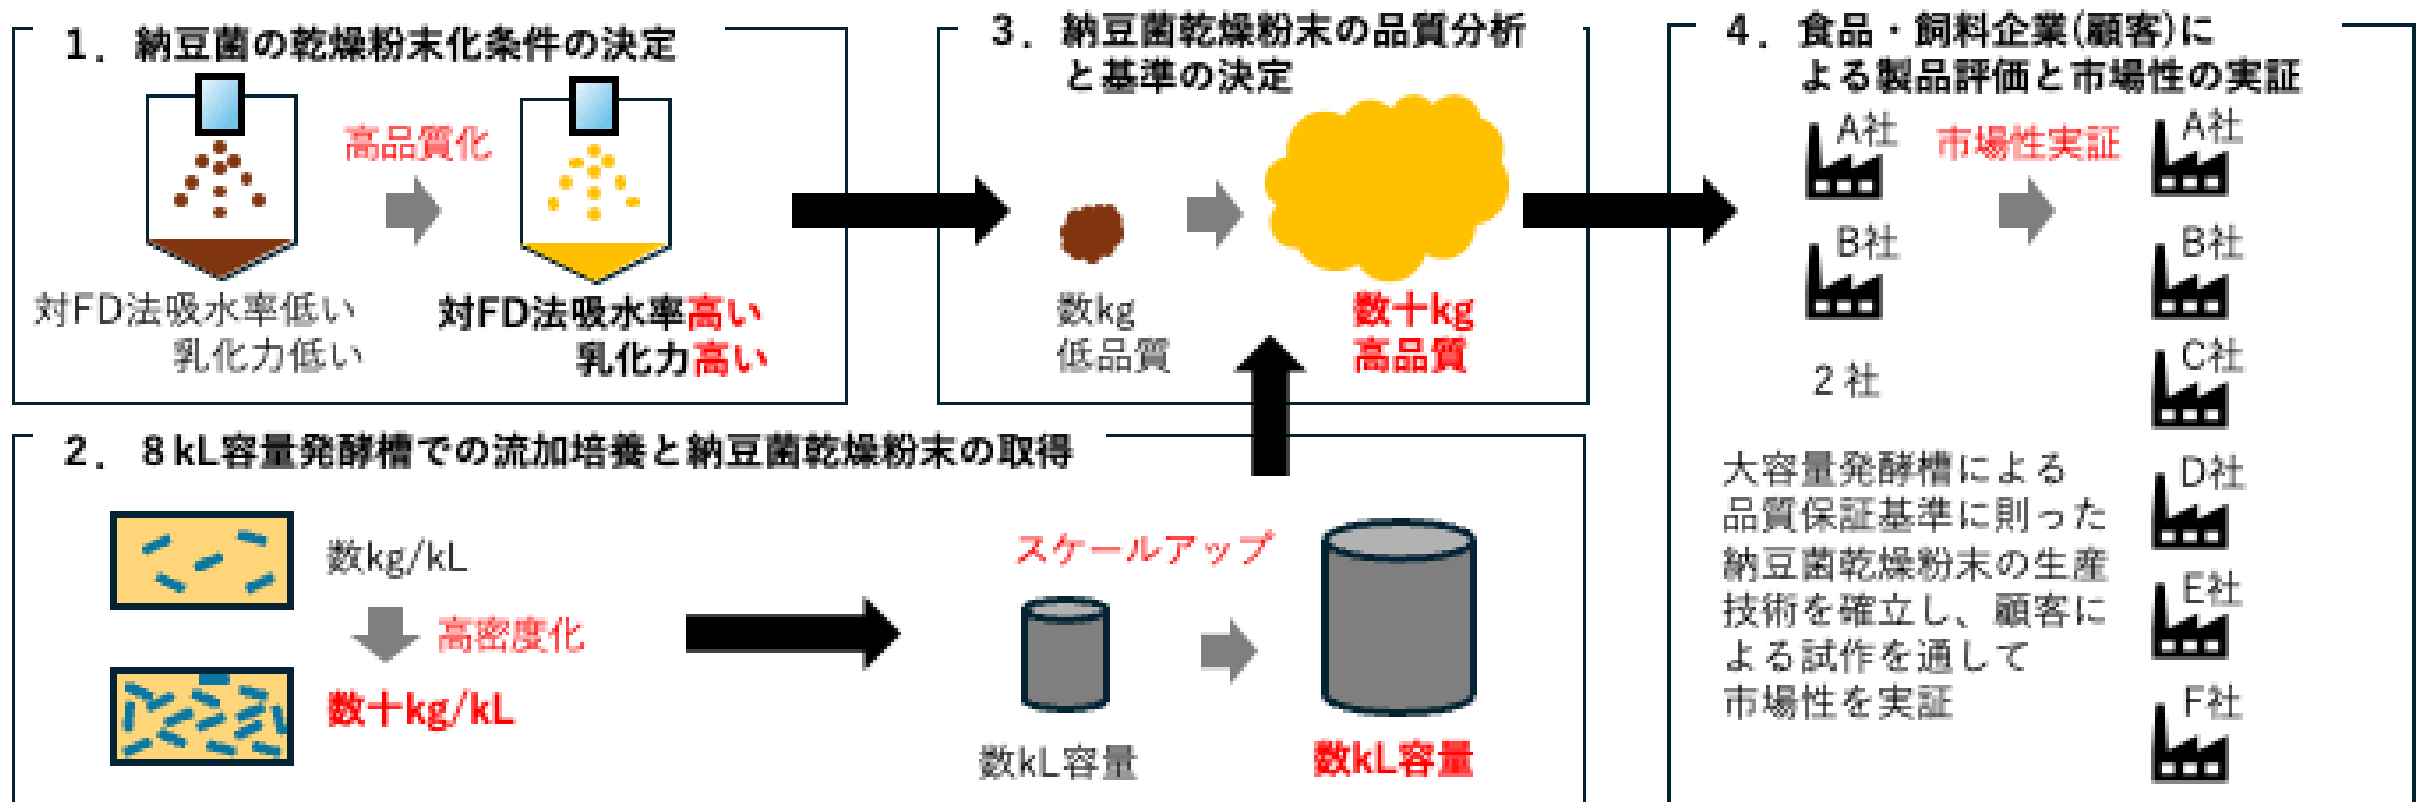 1．納豆菌の乾燥粉末化条件の決定
高品質化
対FD法吸水率低い
乳化力低い
対FD法吸水率高い
乳化力高い
2．８kL容量発酵槽での流加培養と納豆菌乾燥粉末の取得
数kg/kL
高密度化
数十kg/kL
スケールアップ
数kL容量
数kL容量
3．納豆菌乾燥粉末の品質分析
と基準の決定
数kg
低品質
数十kg
高品質
4．食品・飼料企業(顧客)に
よる製品評価と市場性の実証
A社
B社
２社
市場性実証
A社
B社
C社
D社
E社
F社
大容量発酵槽による
品質保証基準に則った
納豆菌乾燥粉末の生産
技術を確立し、顧客に
よる試作を通して
市場性を実証